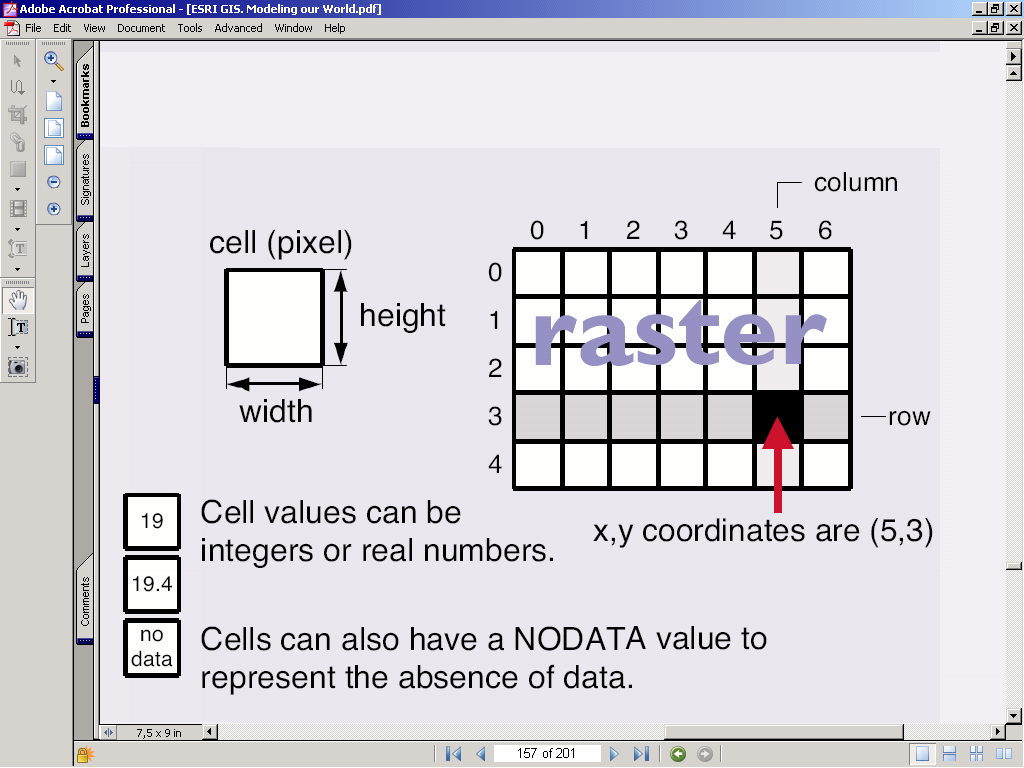 Adobe Acrobat Professional - [ESRI GIS. Modeling our World.pdf]
File Edit View Document Tools Advanced Window Help
Bookmarks
Signatures
Layers
Pages
Comments
column
0 1 2 3 4 5 6
cell (pixel)
height
width
0
1
2
3
4
raster
row
x,y coordinates are (5,3)
19
Cell values can be
integers or real numbers.
19.4
no
data
Cells can also have a NODATA value to
represent the absence of data.
7,5 x 9 in
157 of 201